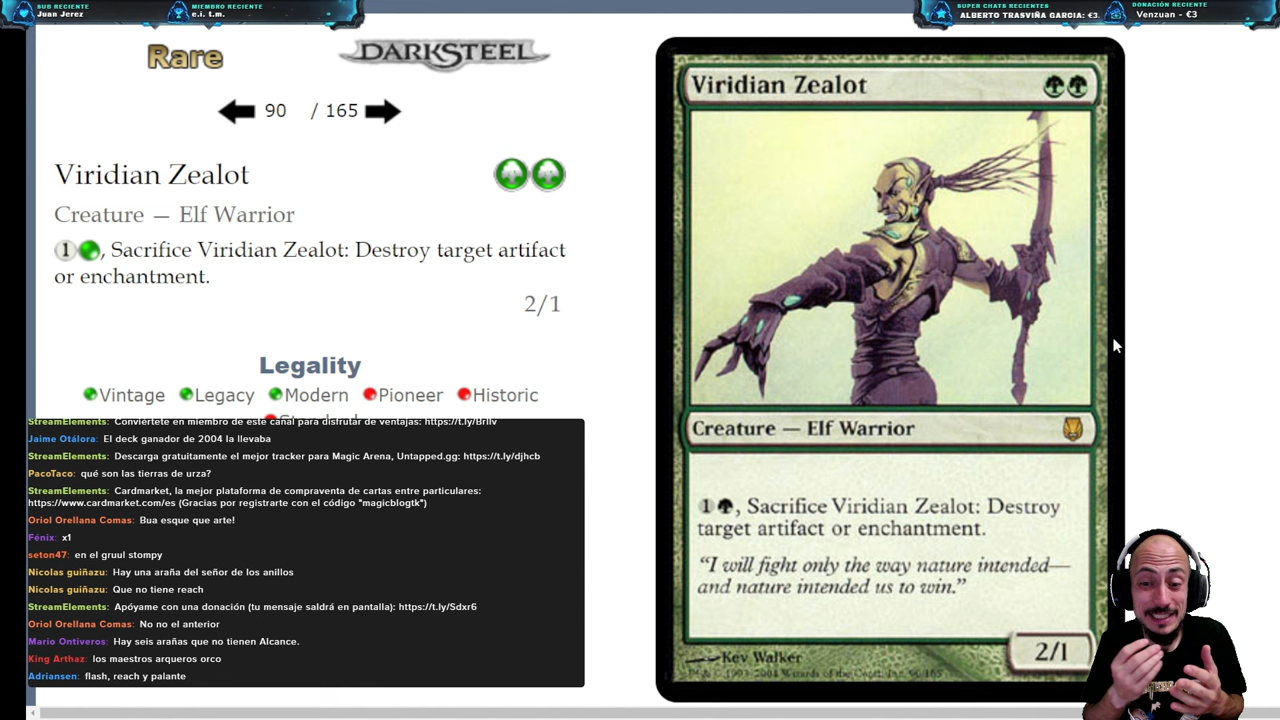 SUB RECIENTE
Juan Jerez
MIEMBRO RECIENTE
e.i. t.m.
SUPER CHATS RECIENTES
ALBERTO TRASVIÑA GARCIA: €3
DONACIÓN RECIENTE
Venzuan - €3
Rare
DARKSTEEL
90 / 165
Viridian Zealot
Creature — Elf Warrior
1, Sacrifice Viridian Zealot: Destroy target artifact
or enchantment.
2/1
Legality
Vintage Legacy Modern Pioneer Historic
StreamElements: Conviértete en miembro de este canal para disfrutar de ventajas: https://t.ly/BrIlv
Jaime Otálora: El deck ganador de 2004 la llevaba
StreamElements: Descarga gratuitamente el mejor tracker para Magic Arena, Untapped.gg: https://t.ly/djhcb
PacoTaco: qué son las tierras de urza?
StreamElements: Cardmarket, la mejor plataforma de compraventa de cartas entre particulares:
https://www.cardmarket.com/es (Gracias por registrarte con el código "magicblogtk")
Oriol Orellana Comas: Bua esque que arte!
Fénix: x1
seton47: en el gruul stompy
Nicolas guiñazu: Hay una araña del señor de los anillos
Nicolas guiñazu: Que no tiene reach
StreamElements: Apóyame con una donación (tu mensaje saldrá en pantalla): https://t.ly/Sdxr6
Oriol Orellana Comas: No no el anterior
Mario Ontiveros: Hay seis arañas que no tienen Alcance.
King Arthaz: los maestros arqueros orco
Adriansen: flash, reach y palante
Viridian Zealot
Creature — Elf Warrior
1, Sacrifice Viridian Zealot: Destroy
target artifact or enchantment.
“I will fight only the way nature intended—
and nature intended us to win.”
2/1
Kev Walker